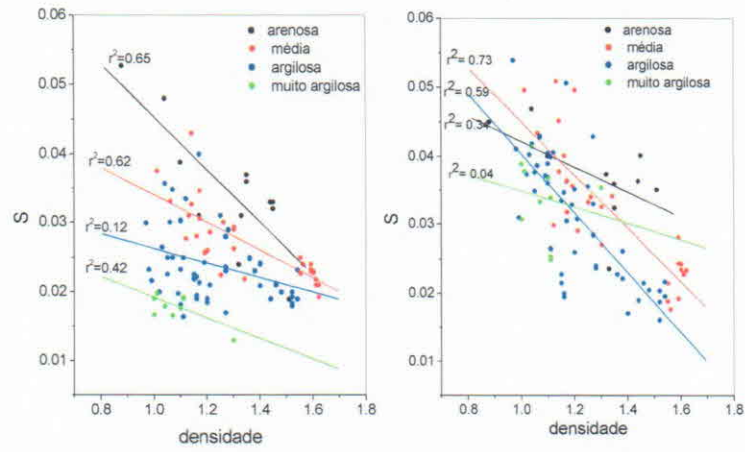 0.06
0.05
0.04
0.03
0.02
0.01
S
0.8 1.0 1.2 1.4 1.6 1.8
densidade
arenosa
média
argilosa
muito argilosa
r²=0.65
r²=0.62
r²=0.12
r²=0.42
0.06
0.05
0.04
0.03
0.02
0.01
S
0.8 1.0 1.2 1.4 1.6 1.8
densidade
arenosa
média
argilosa
muito argilosa
r²= 0.73
r²= 0.59
r²= 0.34
r²= 0.04